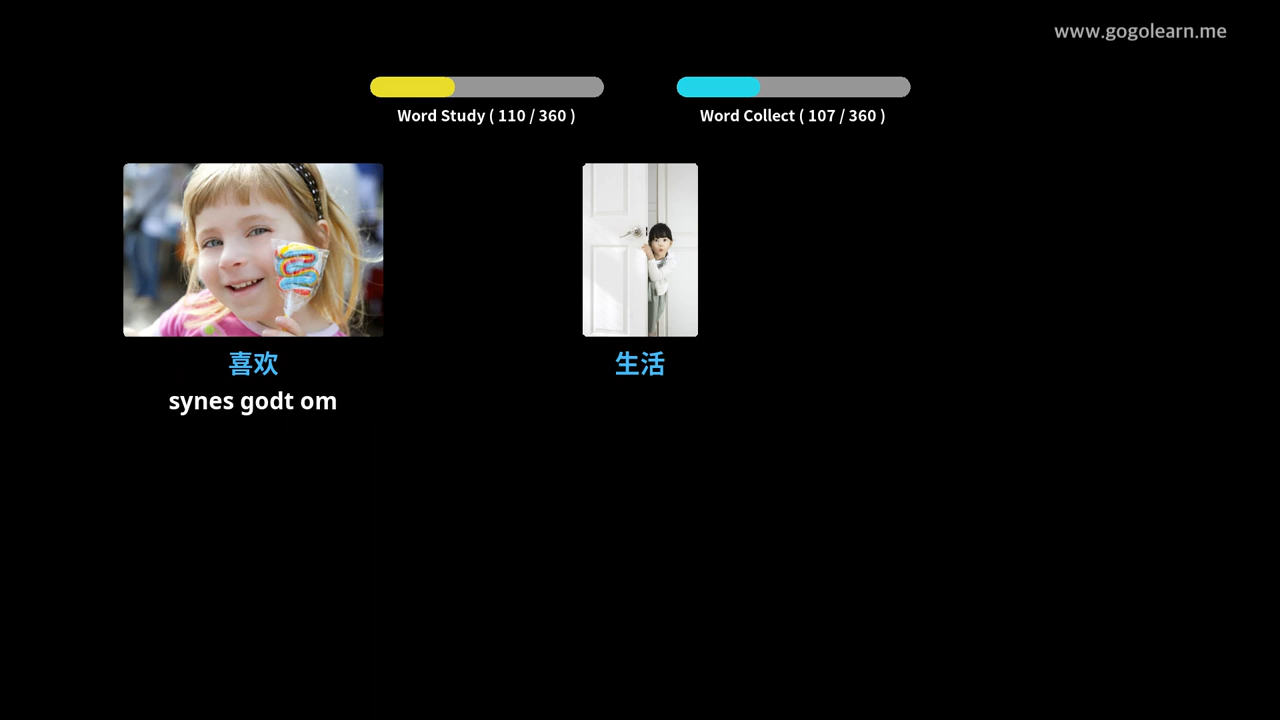 www.gogolearn.me
Word Study ( 110 / 360 )
Word Collect ( 107 / 360 )
喜欢
生活
synes godt om